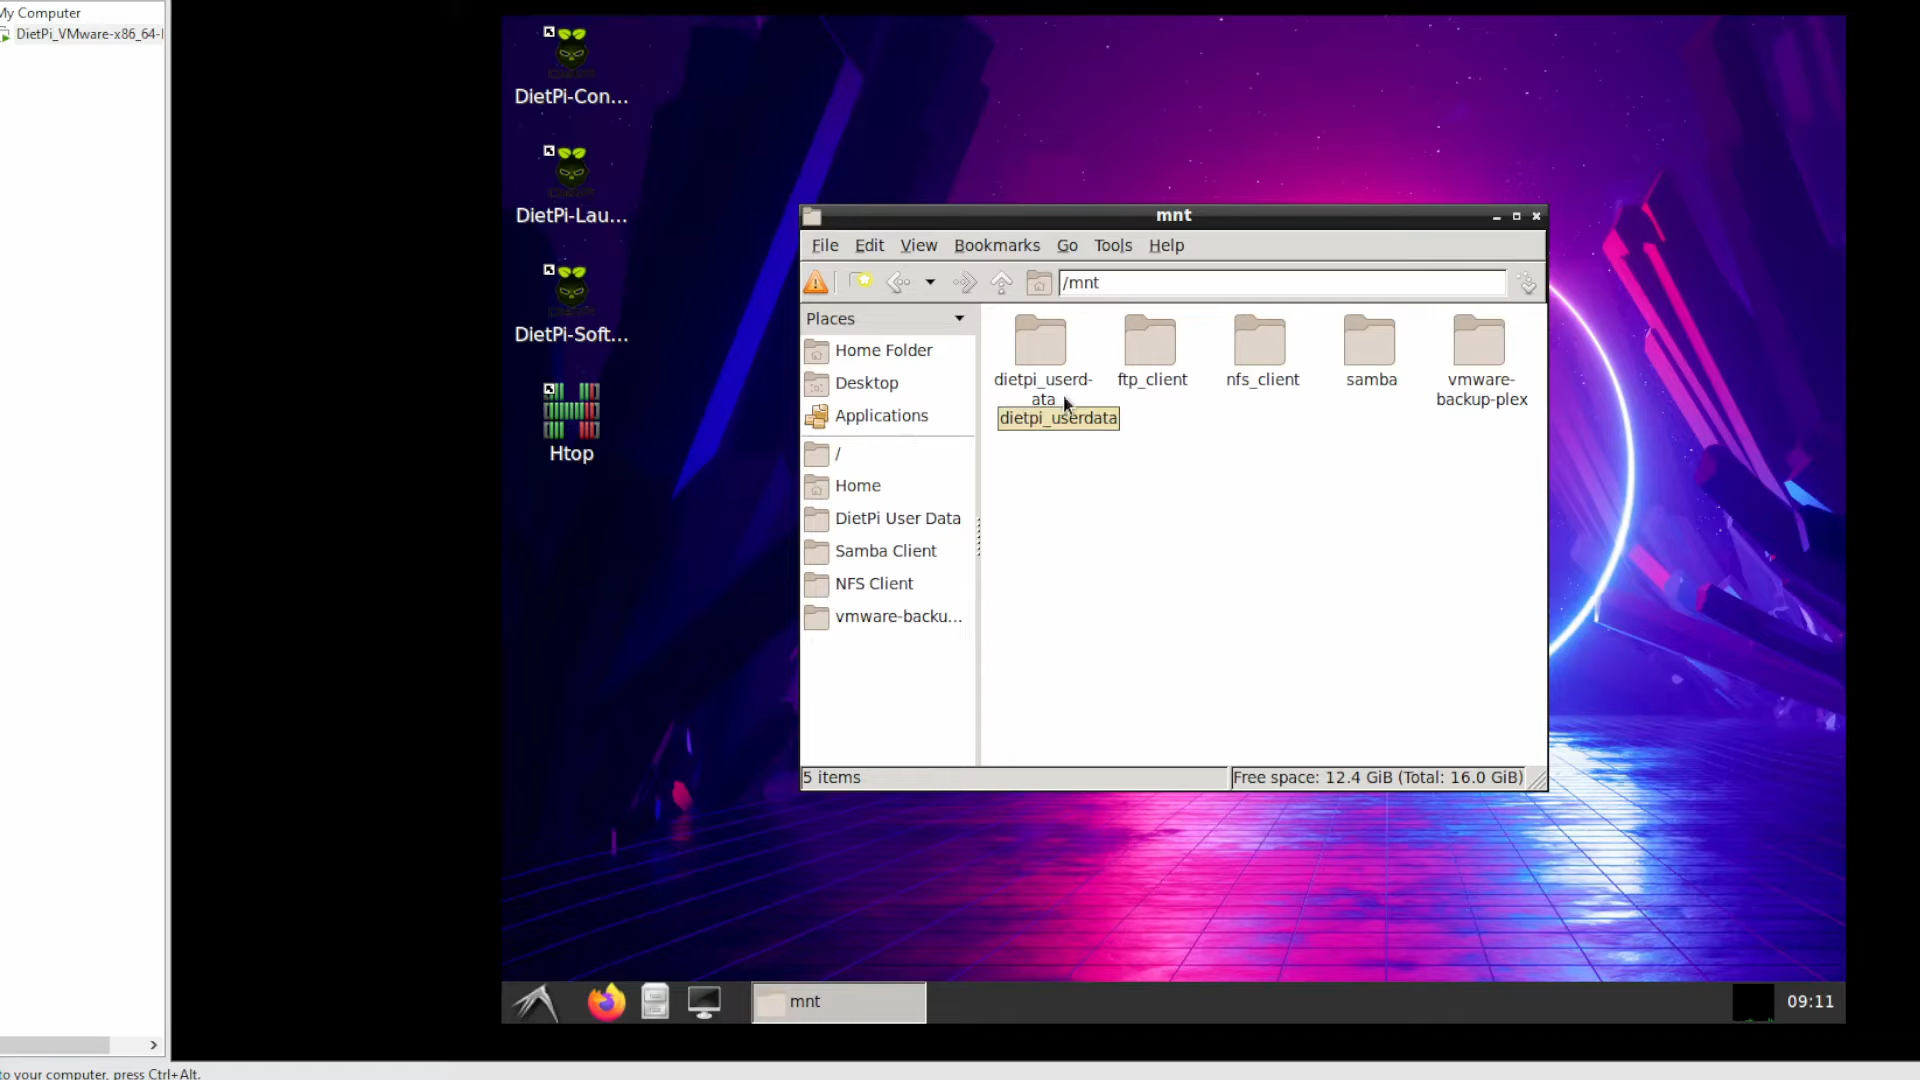 My Computer
DietPi_VMware-x86_64-
DietPi-Con...
DietPi-Lau...
DietPi-Soft...
Htop
mnt
File Edit View Bookmarks Go Tools Help
/mnt
Places
Home Folder
Desktop
Applications
/
Home
DietPi User Data
Samba Client
NFS Client
vmware-backu...
dietpi_userd-
ata
dietpi_userdata
ftp_client
nfs_client
samba
vmware-
backup-plex
5 items
Free space: 12.4 GiB (Total: 16.0 GiB)
mnt
09:11
to your computer, press Ctrl+Alt.